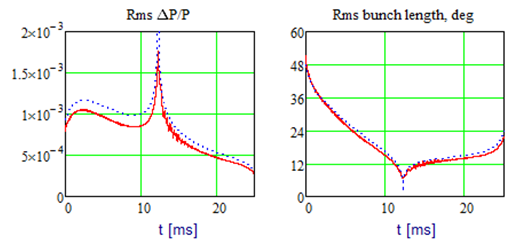 Rms ΔP/P
2×10⁻³
1.5×10⁻³
1×10⁻³
5×10⁻⁴
0
0 10 20
t [ms]
Rms bunch length, deg
60
48
36
24
12
0
0 10 20
t [ms]